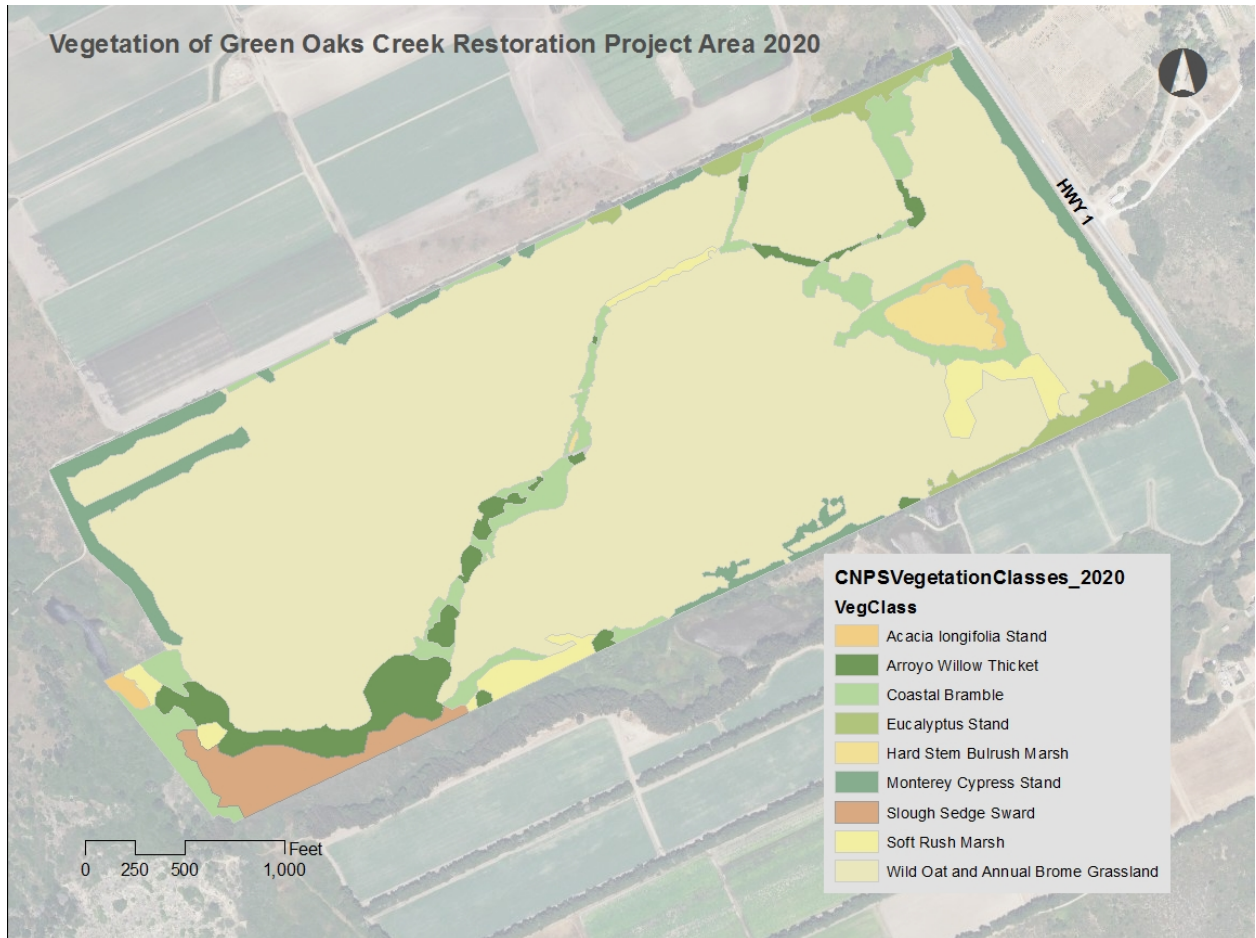 Vegetation of Green Oaks Creek Restoration Project Area 2020
HWY 1
CNPSVegetationClasses_2020
VegClass
Acacia longifolia Stand
Arroyo Willow Thicket
Coastal Bramble
Eucalyptus Stand
Hard Stem Bulrush Marsh
Monterey Cypress Stand
Slough Sedge Sward
Soft Rush Marsh
Wild Oat and Annual Brome Grassland
Feet
0 250 500 1,000